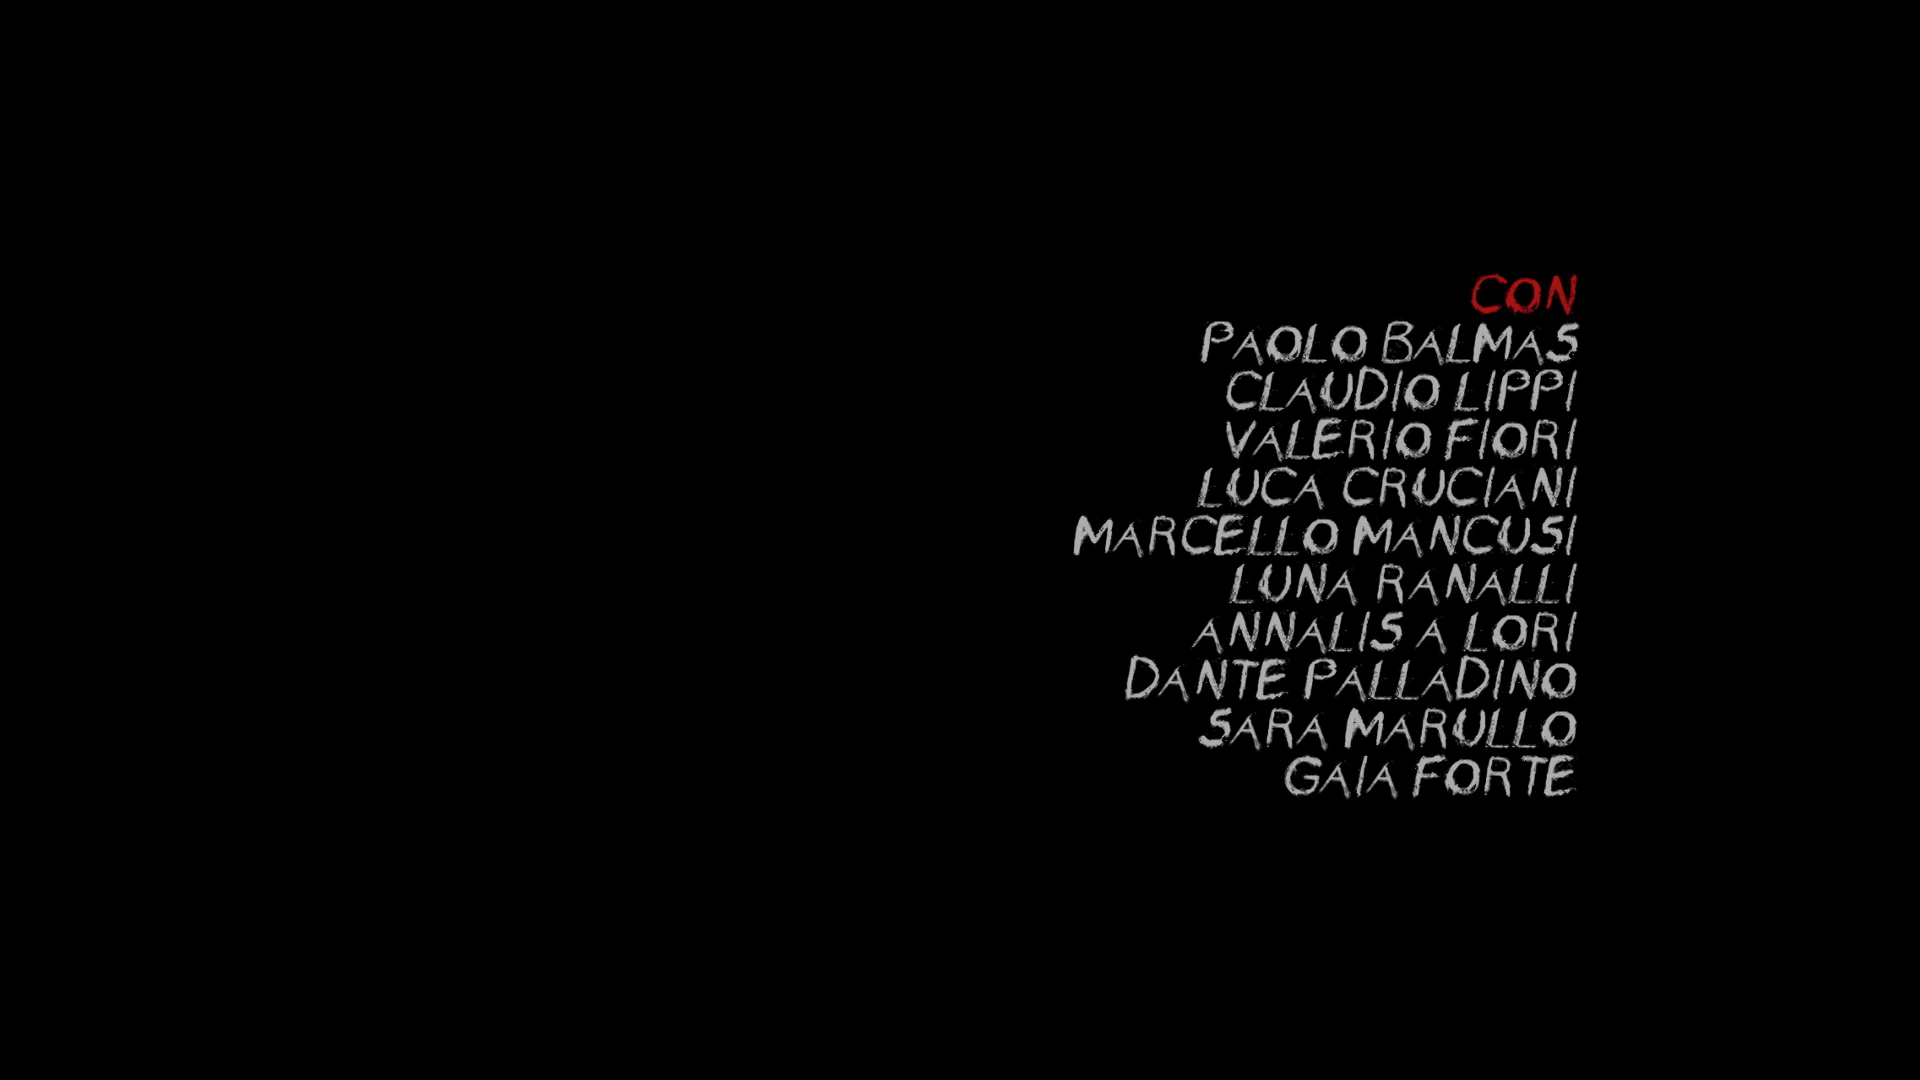 CON
PAOLO BALMAS
CLAUDIO LIPPI
VALERIO FIORI
LUCA CRUCIANI
MARCELLO MANCUSI
LUNA RANALLI
ANNALISA LORI
DANTE PALLADINO
SARA MARULLO
GAIA FORTE